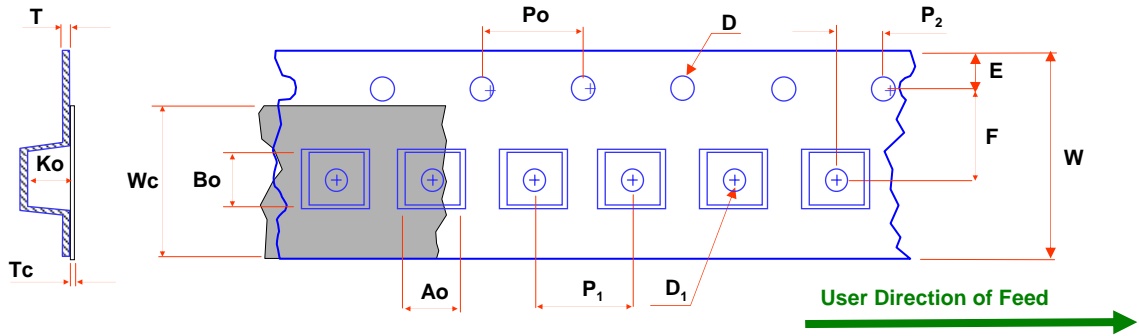 T
Po
D
P2
E
F
W
Ko
Wc
Bo
Tc
Ao
P1
D1
User Direction of Feed